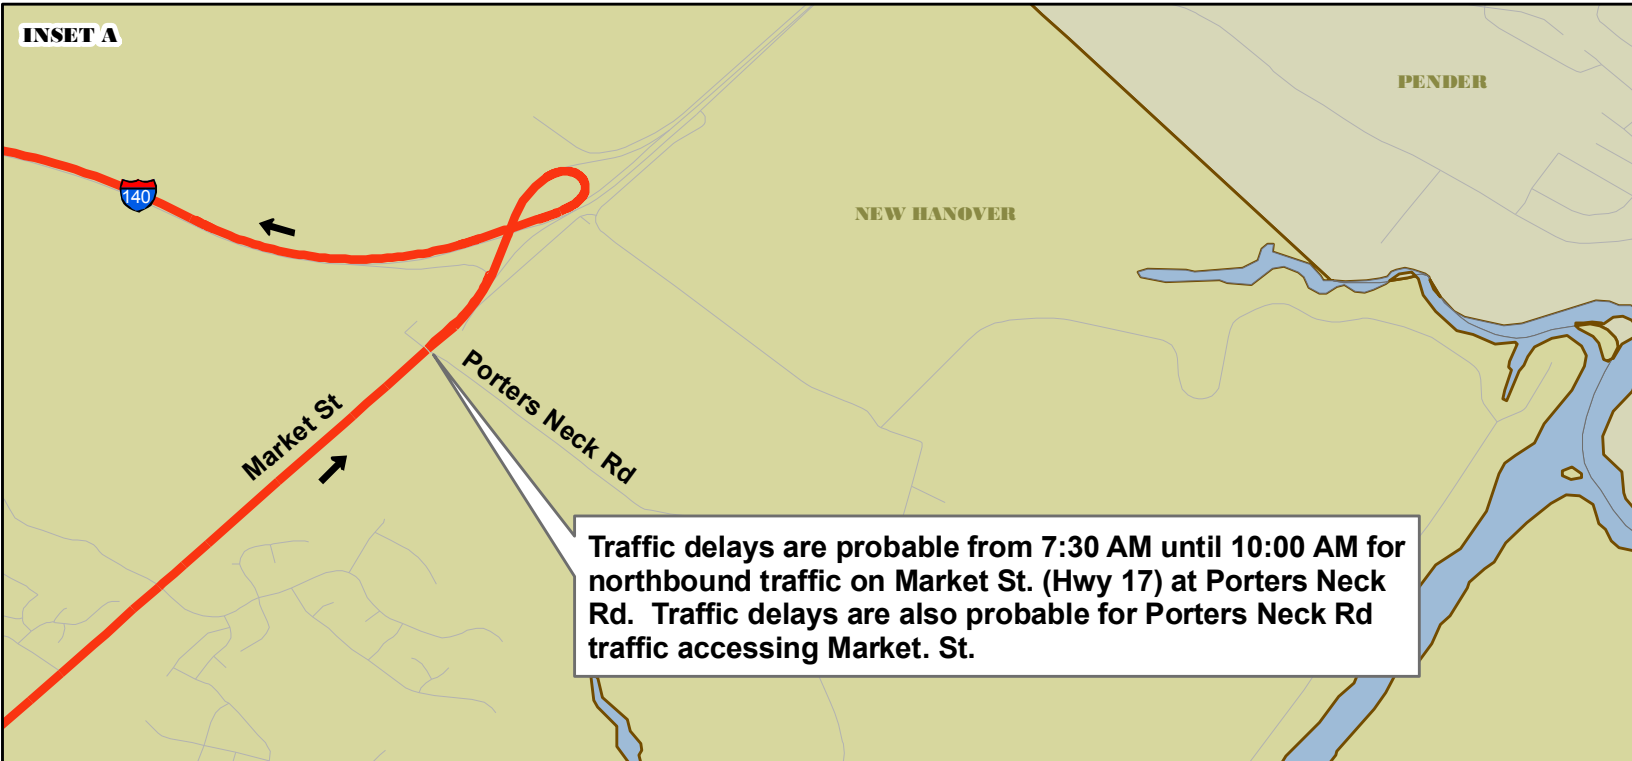 INSET A
PENDER
140
NEW HANOVER
Porters Neck Rd
Market St
Traffic delays are probable from 7:30 AM until 10:00 AM for
northbound traffic on Market St. (Hwy 17) at Porters Neck
Rd.  Traffic delays are also probable for Porters Neck Rd
traffic accessing Market. St.